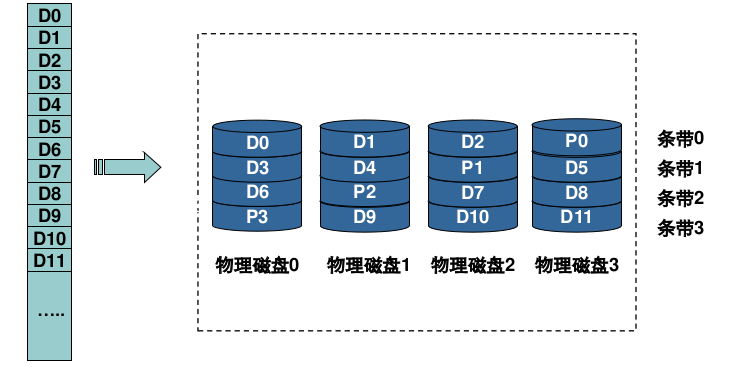 D0
D1
D2
D3
D4
D5
D6
D7
D8
D9
D10
D11
…..
D0 D1 D2 P0 条带0
D3 D4 P1 D5 条带1
D6 P2 D7 D8 条带2
P3 D9 D10 D11 条带3
物理磁盘0 物理磁盘1 物理磁盘2 物理磁盘3